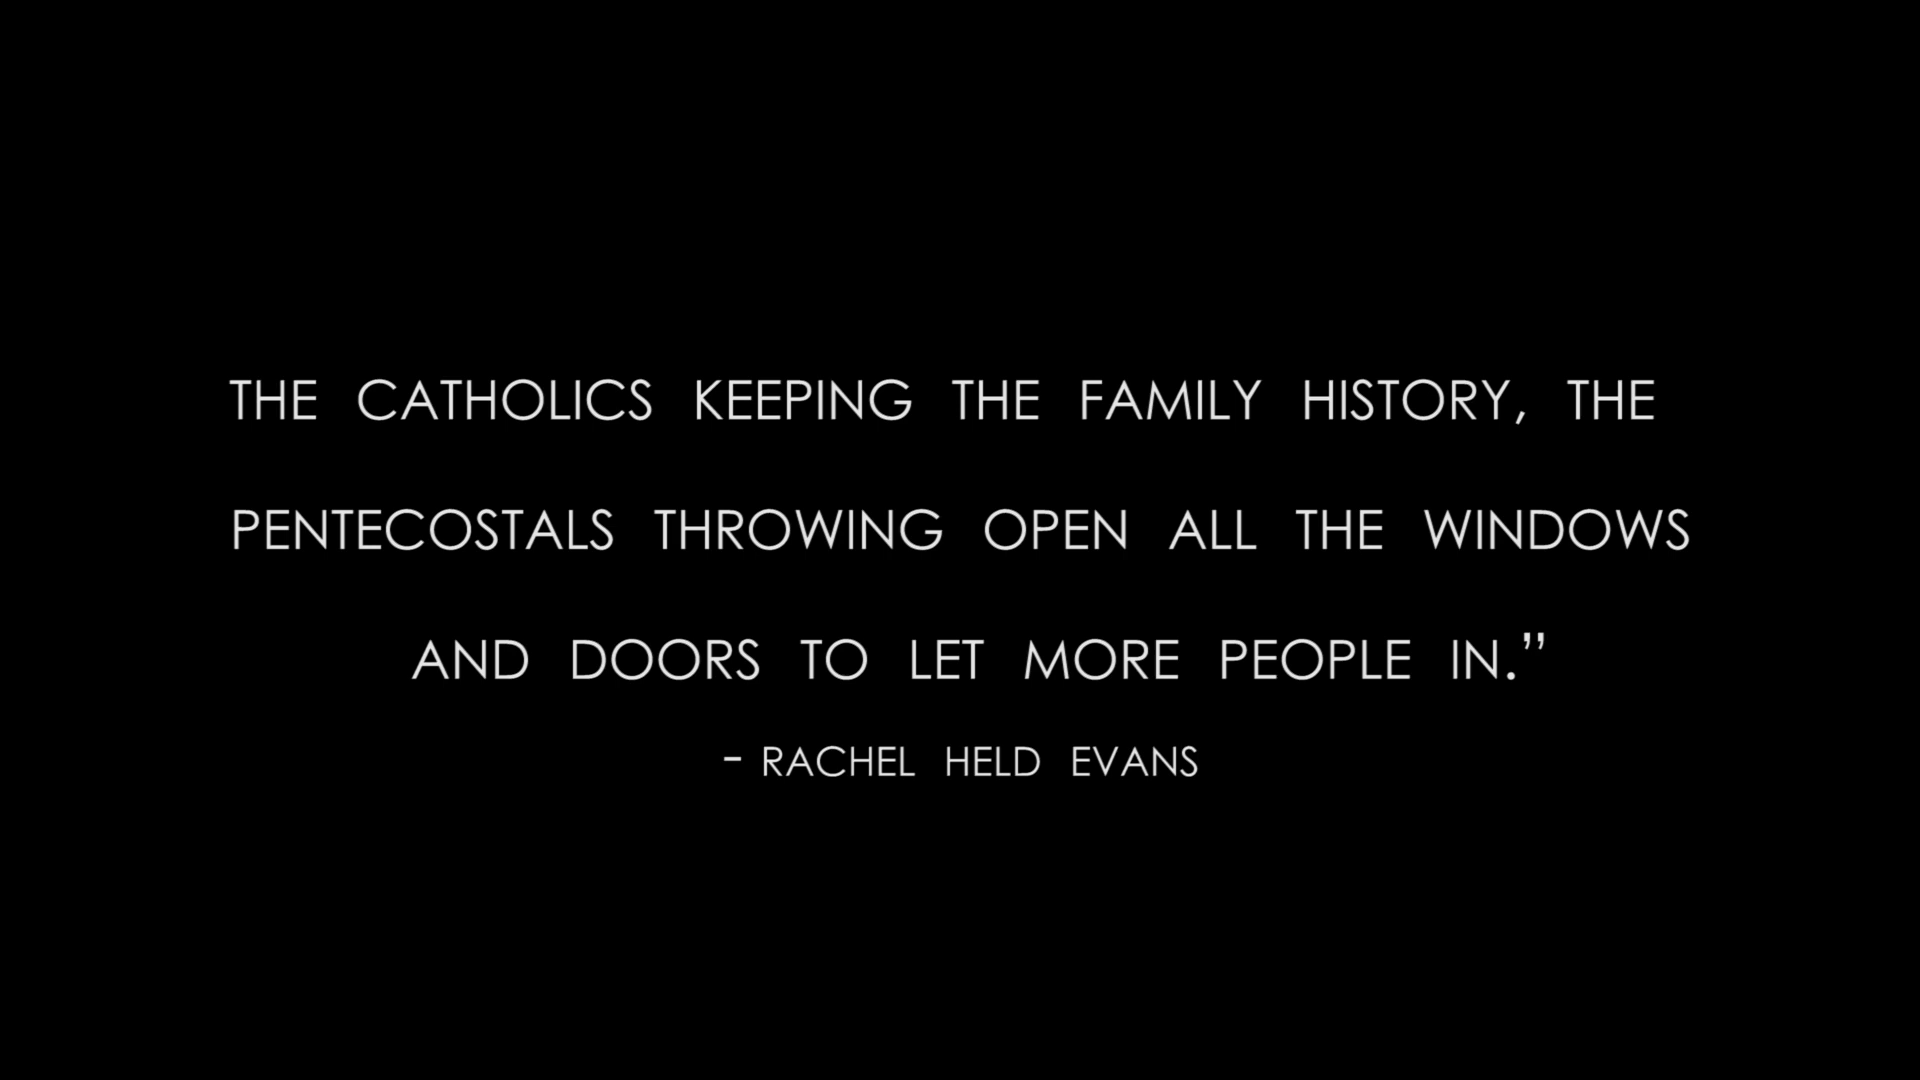 THE CATHOLICS KEEPING THE FAMILY HISTORY, THE
PENTECOSTALS THROWING OPEN ALL THE WINDOWS
AND DOORS TO LET MORE PEOPLE IN.”
- RACHEL HELD EVANS